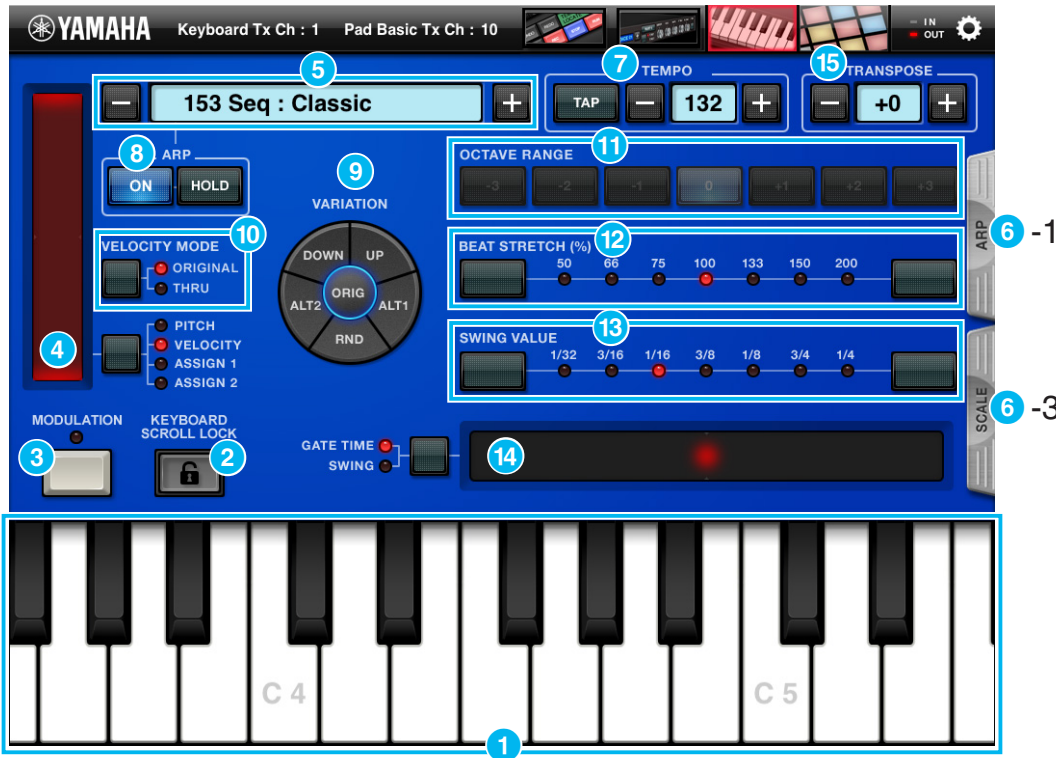 YAMAHA Keyboard Tx Ch : 1 Pad Basic Tx Ch : 10 IN
OUT
5 7 TEMPO 15 TRANSPOSE
153 Seq : Classic TAP 132 +0
8 ARP
ON HOLD
9
VARIATION
DOWN UP
ORIG
ALT2 ALT1
RND
OCTAVE RANGE 11
-3 -2 -1 0 +1 +2 +3
ARP 6 -1
VELOCITY MODE 10
ORIGINAL
THRU
BEAT STRETCH (%) 12
50 66 75 100 133 150 200
4
PITCH
VELOCITY
ASSIGN 1
ASSIGN 2
SWING VALUE 13
1/32 3/16 1/16 3/8 1/8 3/4 1/4
SCALE 6 -3
MODULATION
3
KEYBOARD
SCROLL LOCK
2
GATE TIME
SWING
14
C 4 C 5
1